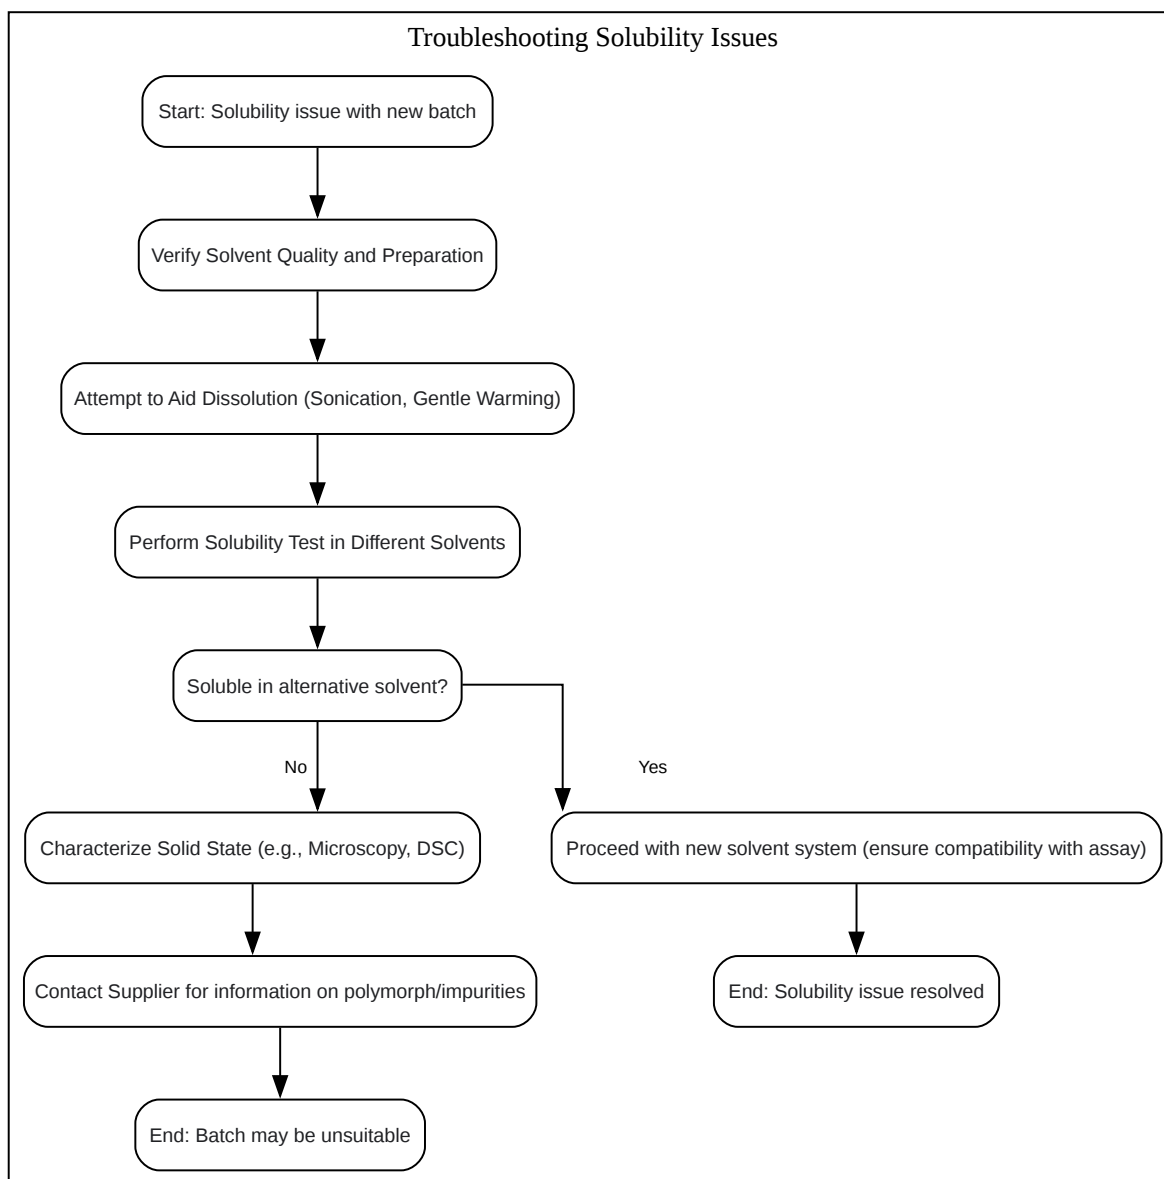 Troubleshooting Solubility Issues
Start: Solubility issue with new batch
Verify Solvent Quality and Preparation
Attempt to Aid Dissolution (Sonication, Gentle Warming)
Perform Solubility Test in Different Solvents
Soluble in alternative solvent?
No
Yes
Characterize Solid State (e.g., Microscopy, DSC)
Proceed with new solvent system (ensure compatibility with assay)
Contact Supplier for information on polymorph/impurities
End: Solubility issue resolved
End: Batch may be unsuitable